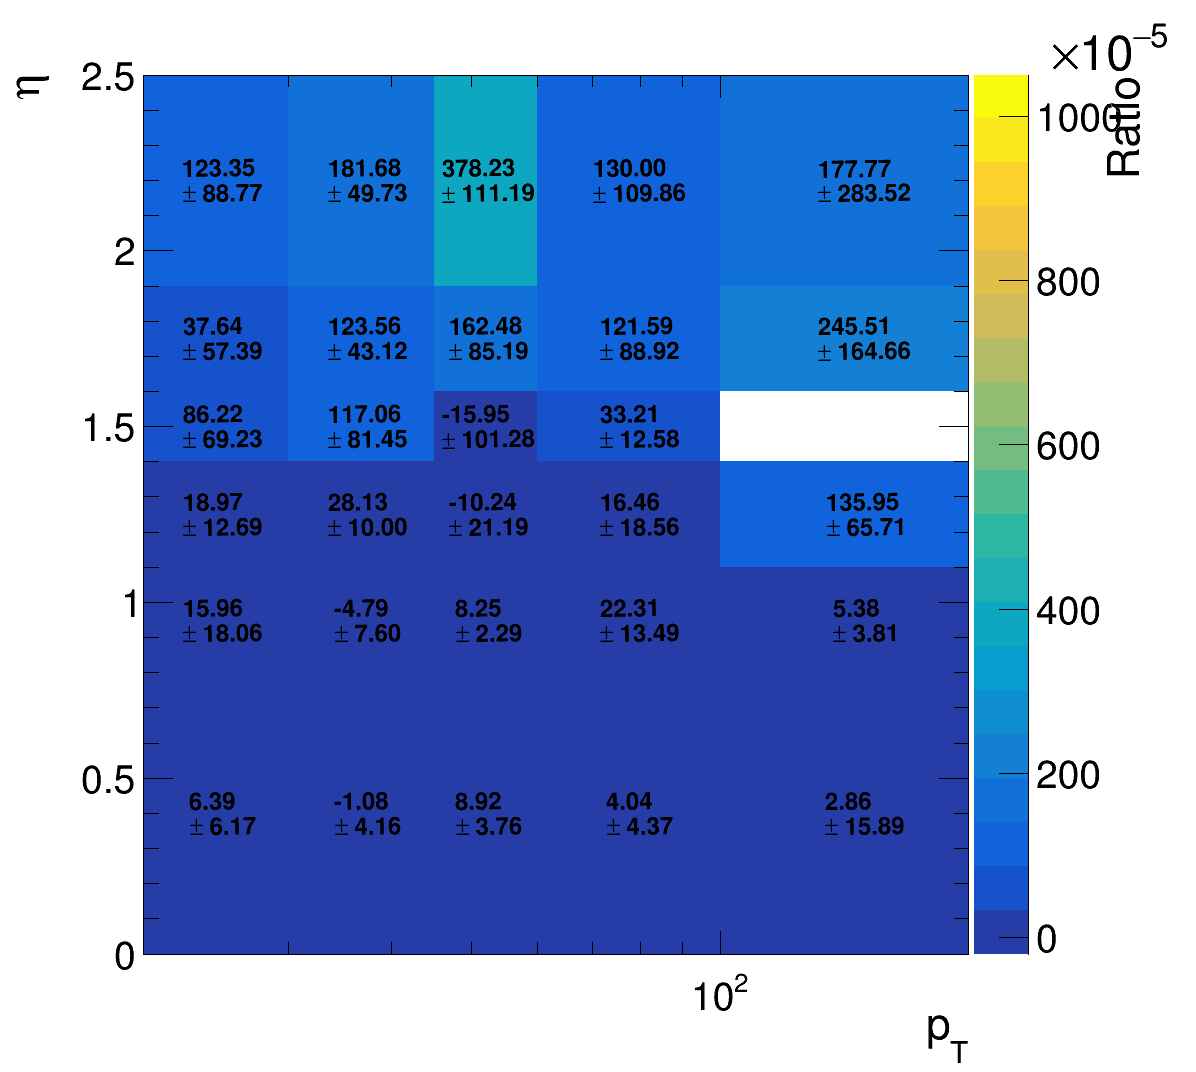 ×10⁻⁵
η
Ratio
2.5
2
1.5
1
0.5
0
123.35 181.68 378.23 130.00 177.77
± 88.77 ± 49.73 ± 111.19 ± 109.86 ± 283.52
37.64 123.56 162.48 121.59 245.51
± 57.39 ± 43.12 ± 85.19 ± 88.92 ± 164.66
86.22 117.06 -15.95 33.21
± 69.23 ± 81.45 ± 101.28 ± 12.58
18.97 28.13 -10.24 16.46 135.95
± 12.69 ± 10.00 ± 21.19 ± 18.56 ± 65.71
15.96 -4.79 8.25 22.31 5.38
± 18.06 ± 7.60 ± 2.29 ± 13.49 ± 3.81
6.39 -1.08 8.92 4.04 2.86
± 6.17 ± 4.16 ± 3.76 ± 4.37 ± 15.89
1000
800
600
400
200
0
10²
p_T